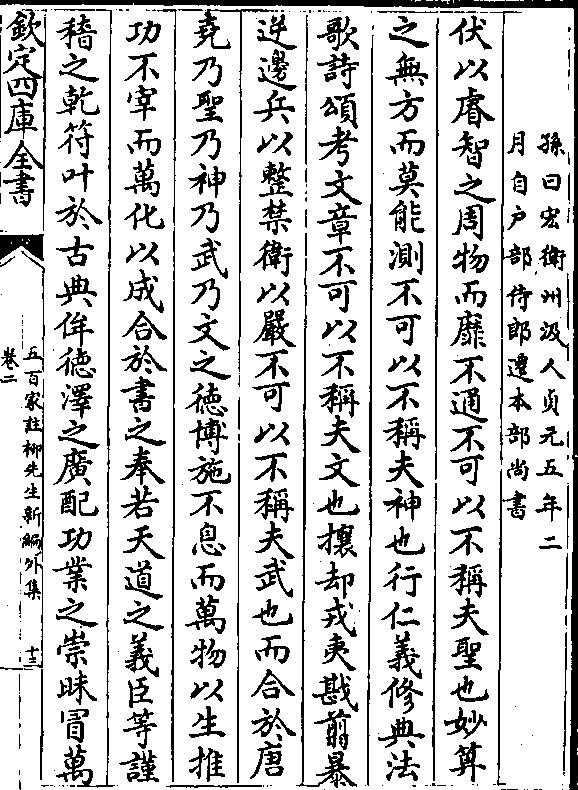 孫曰宏衛州汲人貞元五年二
月自户部侍郎遷本部尚書
伏以睿智之周物而靡不通不可以不稱夫聖也妙算
之無方而莫能測不可以不稱夫神也行仁義修典法
歌詩頌考文章不可以不稱夫文也攘却戎夷戡翦暴
逆邊兵以整禁衛以嚴不可以不稱夫武也而合於唐
堯乃聖乃神乃武乃文之徳博施不息而萬物以生推
功不宰而萬化以成合於書之奉若天道之義臣等謹
稽之乾符叶於古典侔徳澤之廣配功業之崇昧冒萬
欽定四庫全書
五百家註柳先生新編外集
卷二
十三